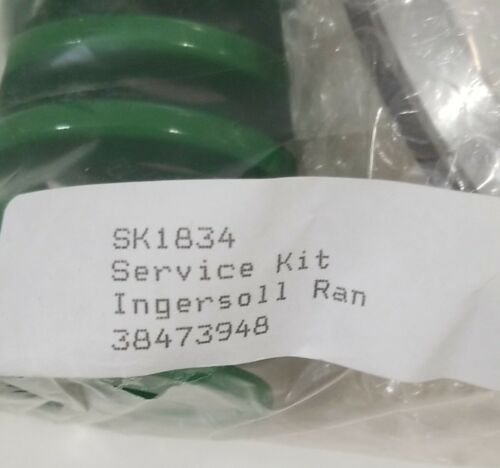 SK1834
Service Kit
Ingersoll Ran
38473948